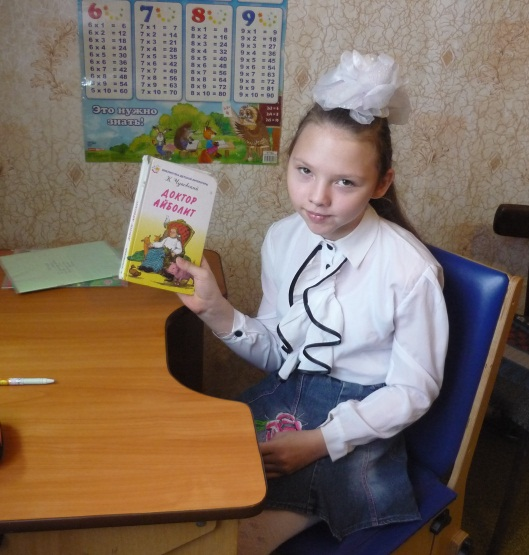 6 7 8 9
6 x 1 = 6
6 x 2 = 12
6 x 3 = 18
6 x 4 = 24
6 x 5 = 30
6 x 6 = 36
6 x 7 = 42
6 x 8 = 48
6 x 9 = 54
6 x 10 = 60
7 x 1 = 7
7 x 2 = 14
7 x 3 = 21
7 x 4 = 28
7 x 5 = 35
7 x 6 = 42
7 x 7 = 49
7 x 8 = 56
7 x 9 = 63
7 x 10 = 70
8 x 1 = 8
8 x 2 = 16
8 x 3 = 24
8 x 4 = 32
8 x 5 = 40
8 x 6 = 48
8 x 7 = 56
8 x 8 = 64
8 x 9 = 72
8 x 10 = 80
9 x 1 = 9
9 x 2 = 18
9 x 3 = 27
9 x 4 = 36
9 x 5 = 45
9 x 6 = 54
9 x 7 = 63
9 x 8 = 72
9 x 9 = 81
9 x 10 = 90
Это нужно
знать!
К. Чуковский
ДОКТОР
АЙБОЛИТ